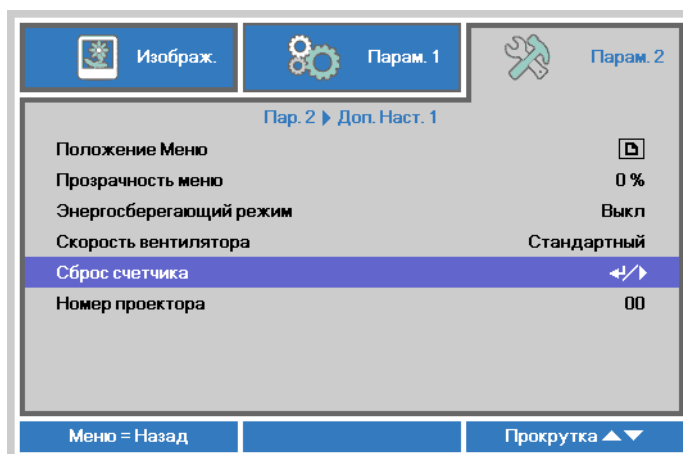 Изображ. Парам. 1 Парам. 2
Пар. 2 ▶ Доп. Наст. 1
Положение Меню
Прозрачность меню 0 %
Энергосберегающий режим Выкл
Скорость вентилятора Стандартный
Сброс счетчика ↵/▶
Номер проектора 00
Меню = Назад Прокрутка ▲▼